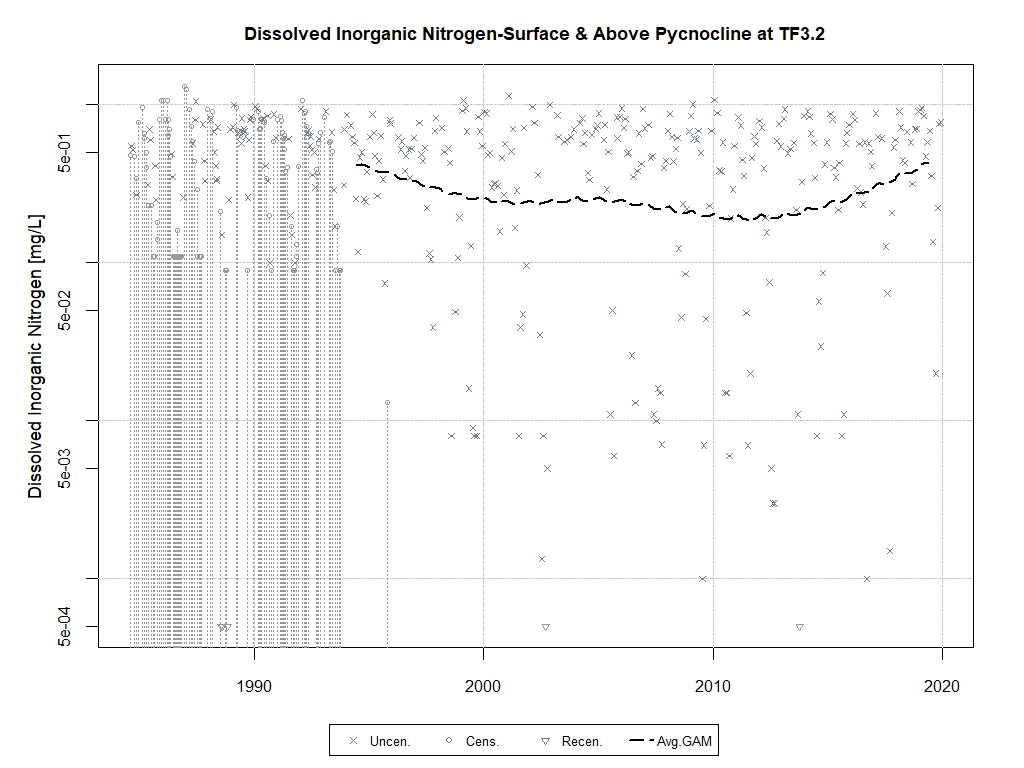 Dissolved Inorganic Nitrogen-Surface & Above Pycnocline at TF3.2
Dissolved Inorganic Nitrogen [mg/L]
5e-01
5e-02
5e-03
5e-04
1990 2000 2010 2020
Uncen. Cens. Recen. Avg.GAM